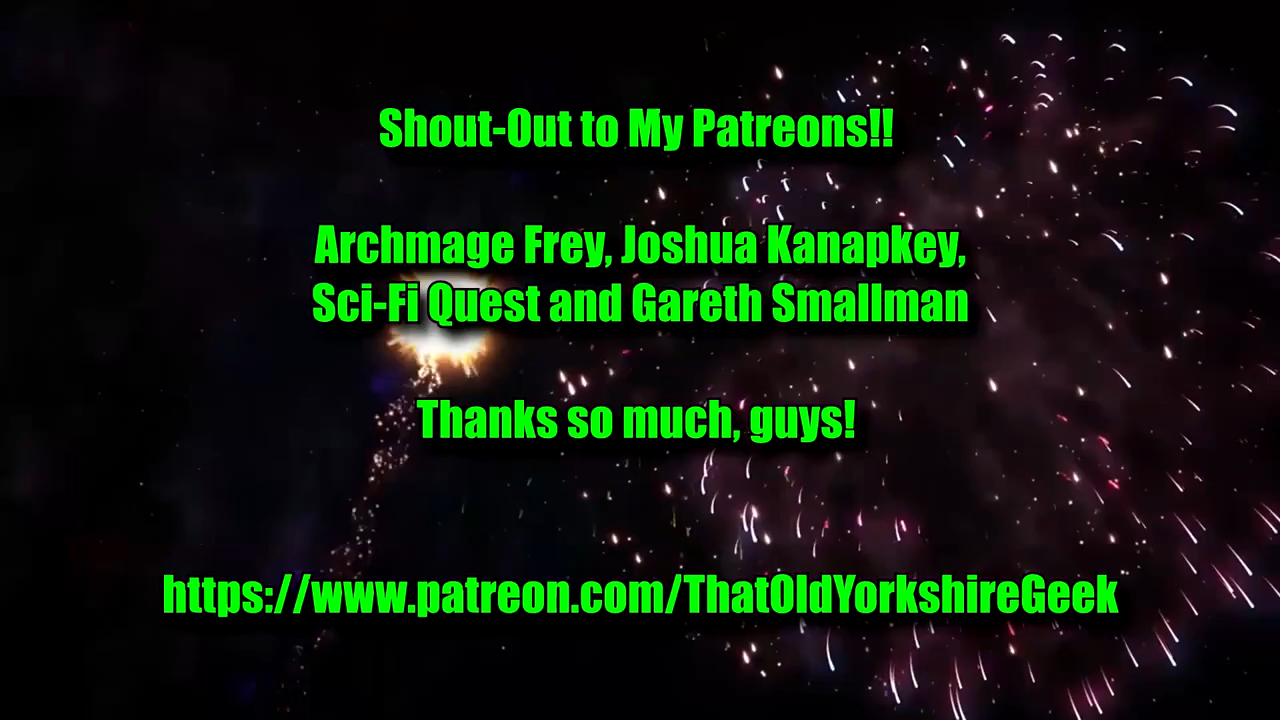 Shout-Out to My Patreons!!
Archmage Frey, Joshua Kanapkey,
Sci-Fi Quest and Gareth Smallman
Thanks so much, guys!
https://www.patreon.com/ThatOldYorkshireGeek